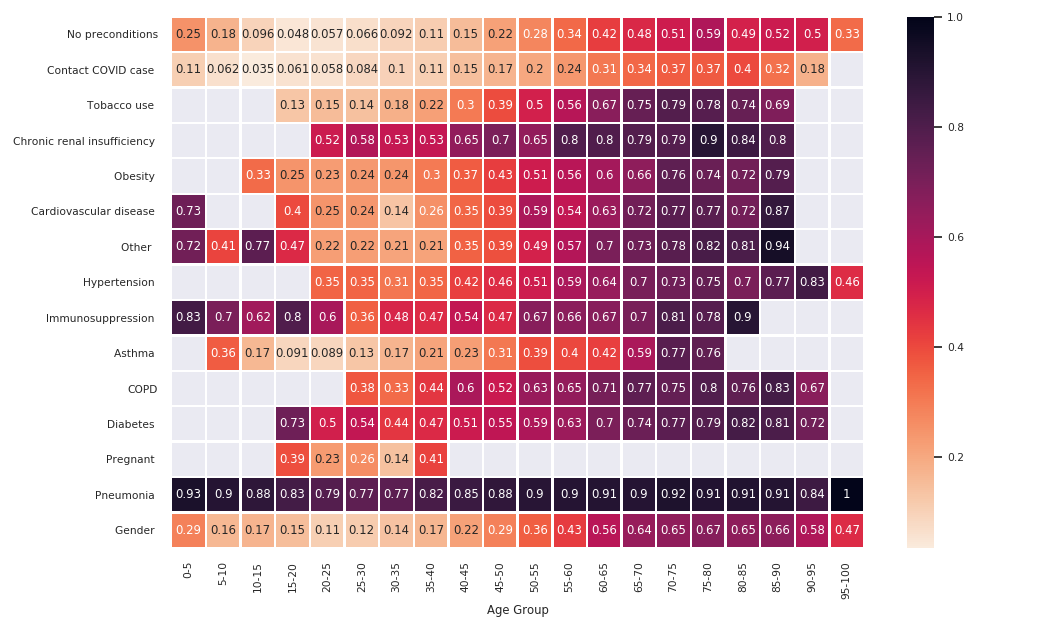 No preconditions 0.25 0.18 0.096 0.048 0.057 0.066 0.092 0.11 0.15 0.22 0.28 0.34 0.42 0.48 0.51 0.59 0.49 0.52 0.5 0.33
Contact COVID case 0.11 0.062 0.035 0.061 0.058 0.084 0.1 0.11 0.15 0.17 0.2 0.24 0.31 0.34 0.37 0.37 0.4 0.32 0.18
Tobacco use 0.13 0.15 0.14 0.18 0.22 0.3 0.39 0.5 0.56 0.67 0.75 0.79 0.78 0.74 0.69
Chronic renal insufficiency 0.52 0.58 0.53 0.53 0.65 0.7 0.65 0.8 0.8 0.79 0.79 0.9 0.84 0.8
Obesity 0.33 0.25 0.23 0.24 0.24 0.3 0.37 0.43 0.51 0.56 0.6 0.66 0.76 0.74 0.72 0.79
Cardiovascular disease 0.73 0.4 0.25 0.24 0.14 0.26 0.35 0.39 0.59 0.54 0.63 0.72 0.77 0.77 0.72 0.87
Other 0.72 0.41 0.77 0.47 0.22 0.22 0.21 0.21 0.35 0.39 0.49 0.57 0.7 0.73 0.78 0.82 0.81 0.94
Hypertension 0.35 0.35 0.31 0.35 0.42 0.46 0.51 0.59 0.64 0.7 0.73 0.75 0.7 0.77 0.83 0.46
Immunosuppression 0.83 0.7 0.62 0.8 0.6 0.36 0.48 0.47 0.54 0.47 0.67 0.66 0.67 0.7 0.81 0.78 0.9
Asthma 0.36 0.17 0.091 0.089 0.13 0.17 0.21 0.23 0.31 0.39 0.4 0.42 0.59 0.77 0.76
COPD 0.38 0.33 0.44 0.6 0.52 0.63 0.65 0.71 0.77 0.75 0.8 0.76 0.83 0.67
Diabetes 0.73 0.5 0.54 0.44 0.47 0.51 0.55 0.59 0.63 0.7 0.74 0.77 0.79 0.82 0.81 0.72
Pregnant 0.39 0.23 0.26 0.14 0.41
Pneumonia 0.93 0.9 0.88 0.83 0.79 0.77 0.77 0.82 0.85 0.88 0.9 0.9 0.91 0.9 0.92 0.91 0.91 0.91 0.84 1
Gender 0.29 0.16 0.17 0.15 0.11 0.12 0.14 0.17 0.22 0.29 0.36 0.43 0.56 0.64 0.65 0.67 0.65 0.66 0.58 0.47
0-5 5-10 10-15 15-20 20-25 25-30 30-35 35-40 40-45 45-50 50-55 55-60 60-65 65-70 70-75 75-80 80-85 85-90 90-95 95-100
Age Group
1.0
0.8
0.6
0.4
0.2